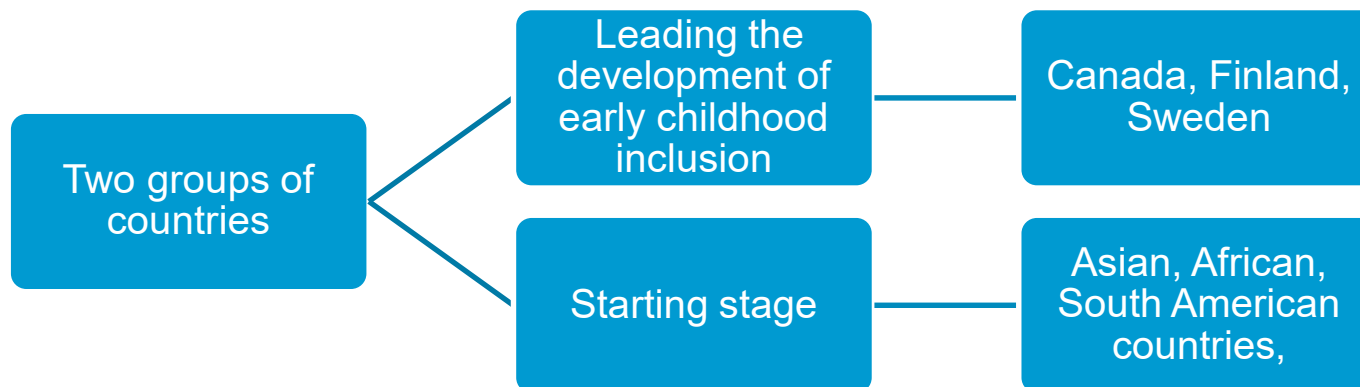 Two groups of
countries
Leading the
development of
early childhood
inclusion
Canada, Finland,
Sweden
Starting stage
Asian, African,
South American
countries,